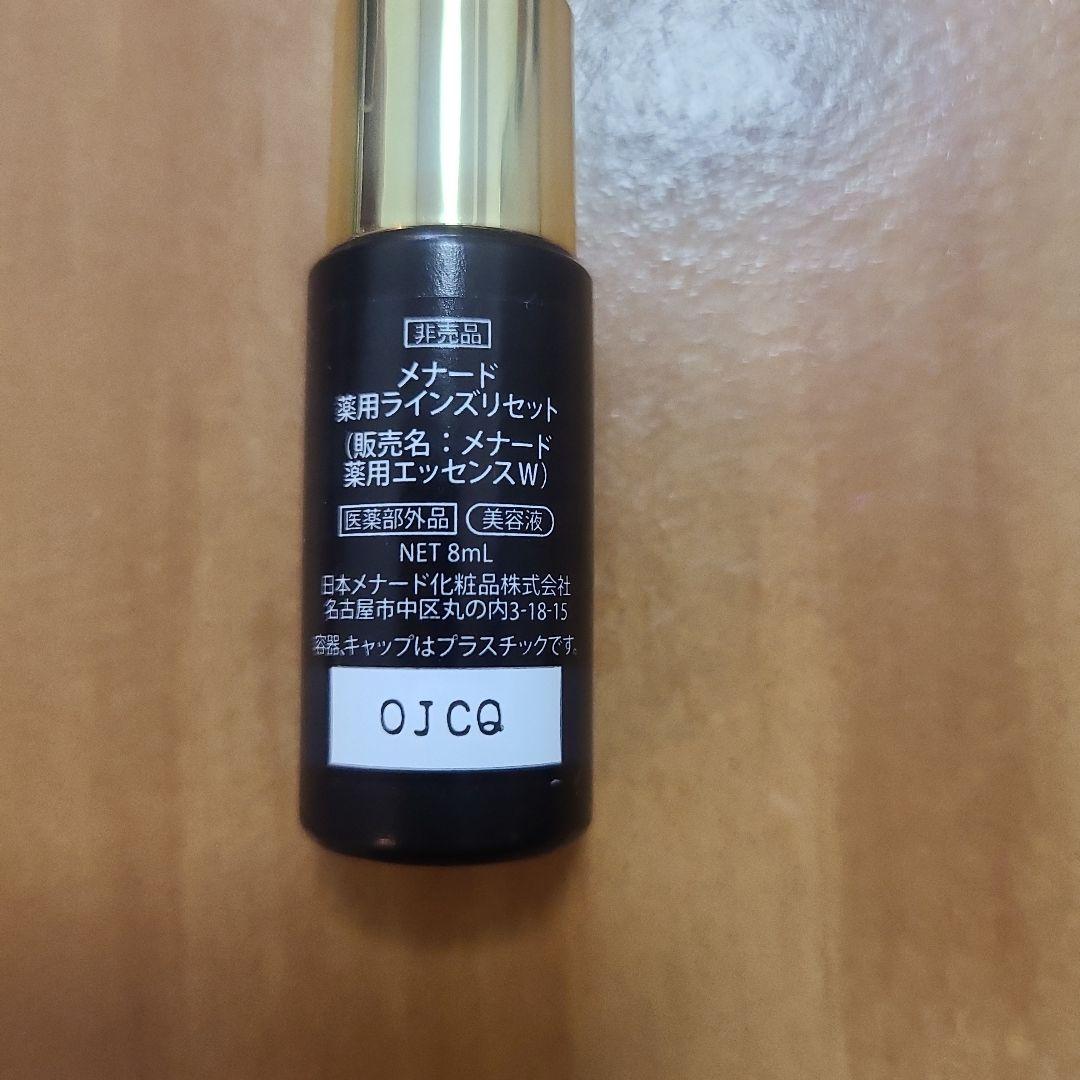 非売品
メナード
薬用ラインズリセット
(販売名：メナード
薬用エッセンスW)
医薬部外品 美容液
NET 8mL
日本メナード化粧品株式会社
名古屋市中区丸の内3-18-15
容器、キャップはプラスチックです。
OJCQ